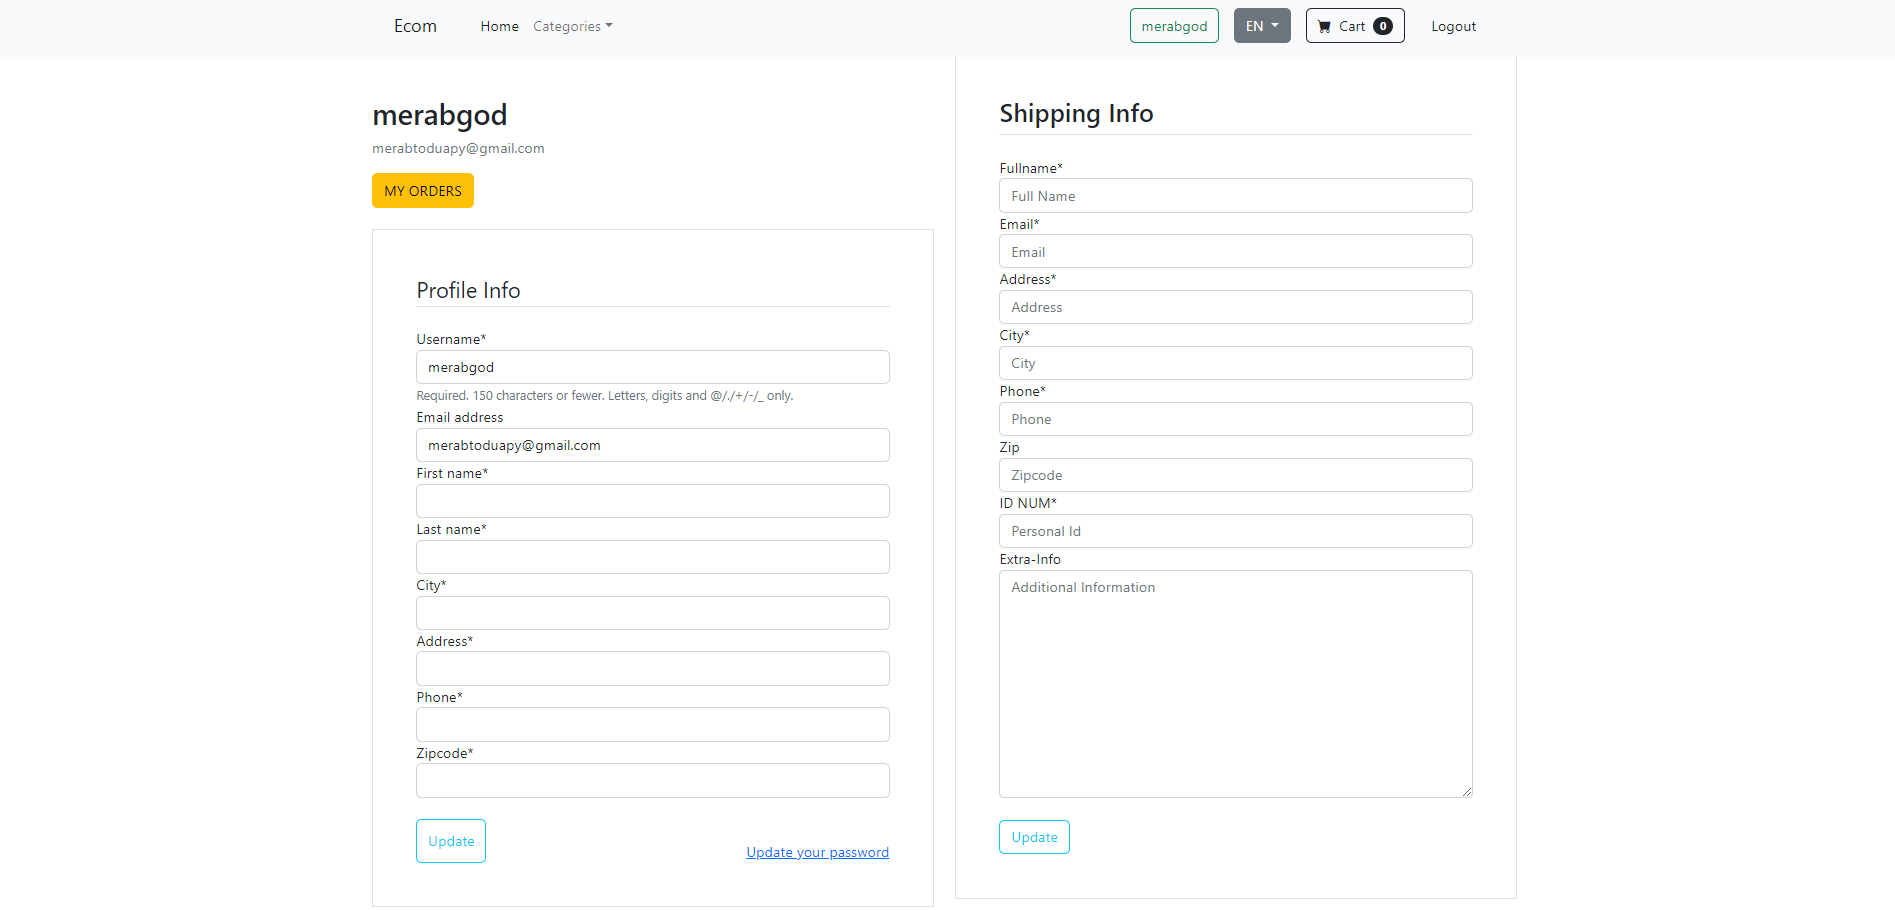 Ecom Home Categories merabgod EN Cart 0 Logout
merabgod
merabtoduapy@gmail.com
MY ORDERS
Profile Info
Username*
merabgod
Required. 150 characters or fewer. Letters, digits and @/./+/-/_ only.
Email address
merabtoduapy@gmail.com
First name*
Last name*
City*
Address*
Phone*
Zipcode*
Update
Update your password
Shipping Info
Fullname*
Full Name
Email*
Email
Address*
Address
City*
City
Phone*
Phone
Zip
Zipcode
ID NUM*
Personal Id
Extra-Info
Additional Information
Update